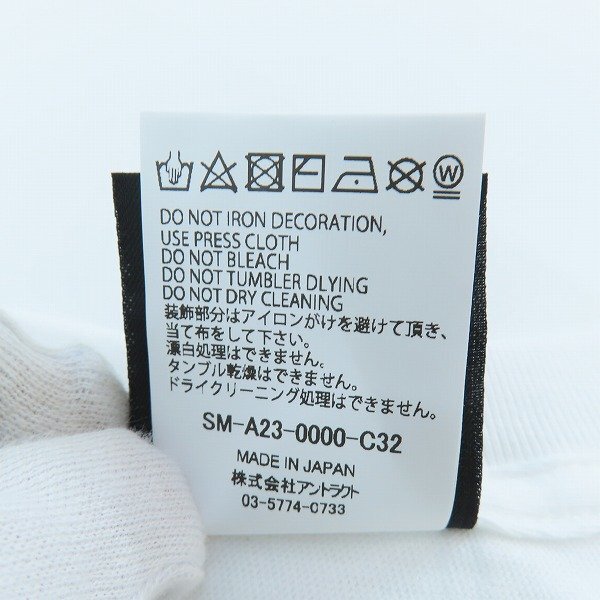 W
DO NOT IRON DECORATION,
USE PRESS CLOTH
DO NOT BLEACH
DO NOT TUMBLER DLYING
DO NOT DRY CLEANING
装飾部分はアイロンがけを避けて頂き、
当て布をして下さい。
漂白処理はできません。
タンブル乾燥はできません。
ドライクリーニング処理はできません。
SM-A23-0000-C32
MADE IN JAPAN
株式会社アントラクト
03-5774-0733